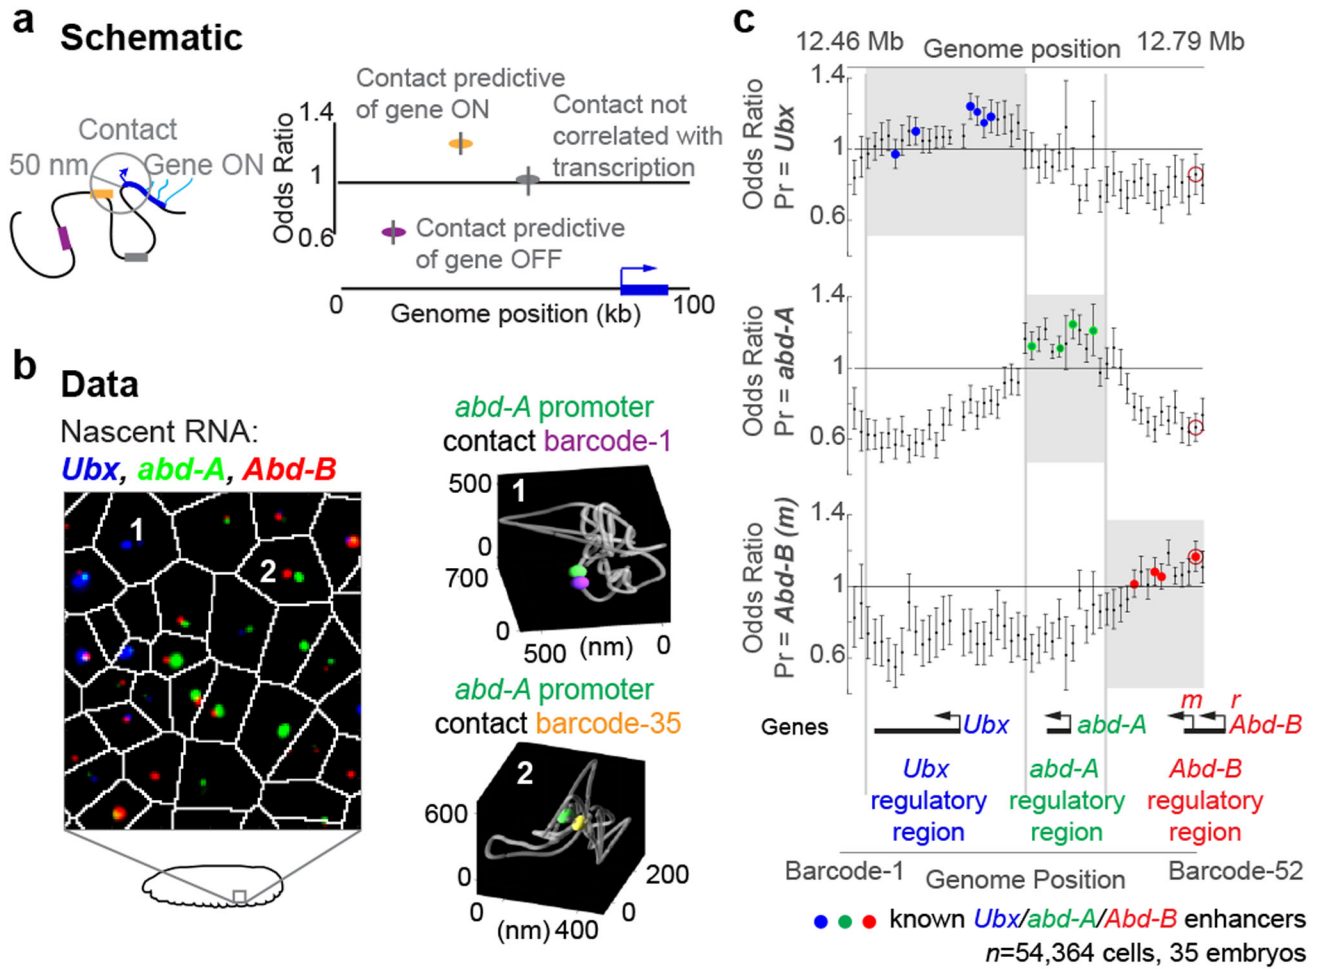 a
Schematic
Contact
50 nm
Gene ON
Odds Ratio
1.4
1
0.6
Contact predictive
of gene ON
Contact not
correlated with
transcription
Contact predictive
of gene OFF
0
100
Genome position (kb)
b
Data
Nascent RNA:
Ubx, abd-A, Abd-B
1
2
abd-A promoter
contact barcode-1
1
500
0
700
0
500
(nm)
0
abd-A promoter
contact barcode-35
2
600
0
0
(nm)
400
0
200
c
12.46 Mb
Genome position
12.79 Mb
Odds Ratio
Pr = Ubx
1.4
1
0.6
Odds Ratio
Pr = abd-A
1.4
1
0.6
Odds Ratio
Pr = Abd-B (m)
1.4
1
0.6
Genes
Ubx
abd-A
m
r
Abd-B
Ubx
regulatory
region
abd-A
regulatory
region
Abd-B
regulatory
region
Barcode-1
Genome Position
Barcode-52
known Ubx/abd-A/Abd-B enhancers
n=54,364 cells, 35 embryos